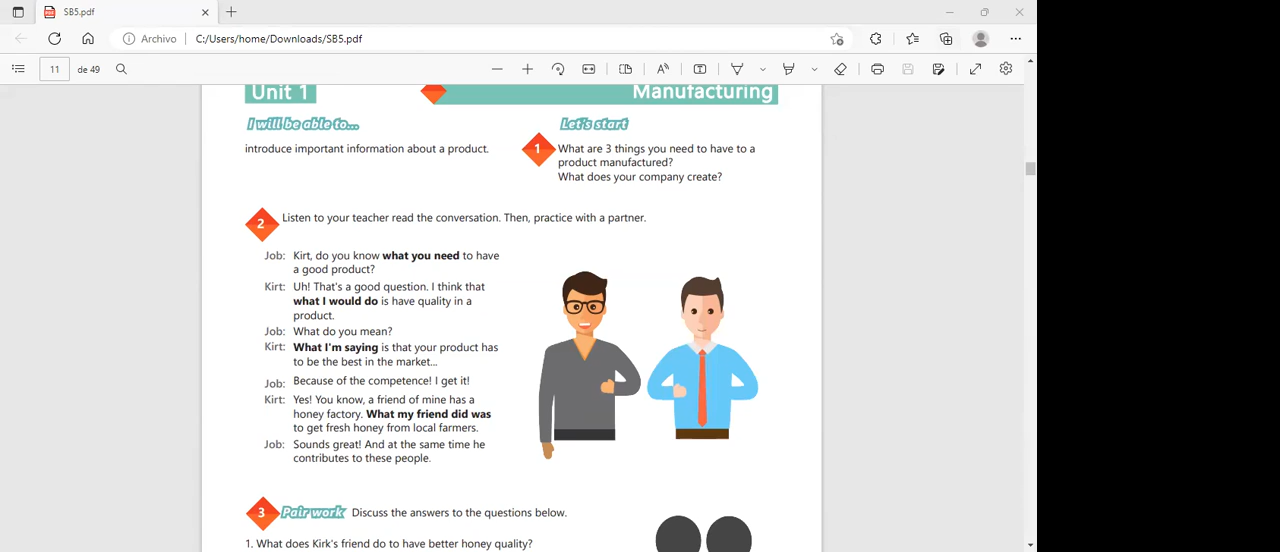 SB5.pdf
Archivo
C:/Users/home/Downloads/SB5.pdf
11
de 49
Unit 1
Manufacturing
I will be able to...
Let's start
introduce important information about a product.
1
What are 3 things you need to have to a
product manufactured?
What does your company create?
2
Listen to your teacher read the conversation. Then, practice with a partner.
Job: Kirt, do you know what you need to have
a good product?
Kirt: Uh! That's a good question. I think that
what I would do is have quality in a
product.
Job: What do you mean?
Kirt: What I'm saying is that your product has
to be the best in the market...
Job: Because of the competence! I get it!
Kirt: Yes! You know, a friend of mine has a
honey factory. What my friend did was
to get fresh honey from local farmers.
Job: Sounds great! And at the same time he
contributes to these people.
3
Pair work Discuss the answers to the questions below.
1. What does Kirk's friend do to have better honey quality?